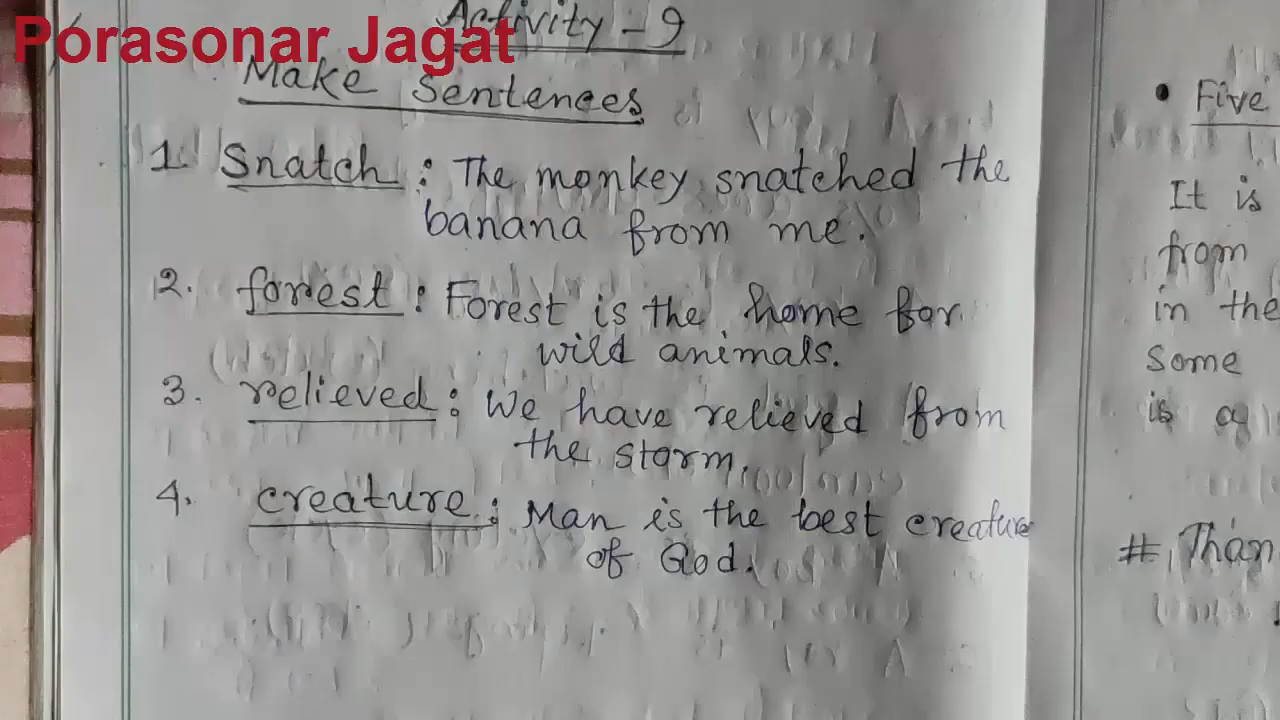 Porasonar Jagat
Activity - 9
Make Sentences
1 Snatch : The monkey snatched the
banana from me.
2. forest : Forest is the home for
wild animals.
3. relieved : We have relieved from
the storm.
4. creature : Man is the best creature
of God.
• Five
It is
from
in the
some
is a
#